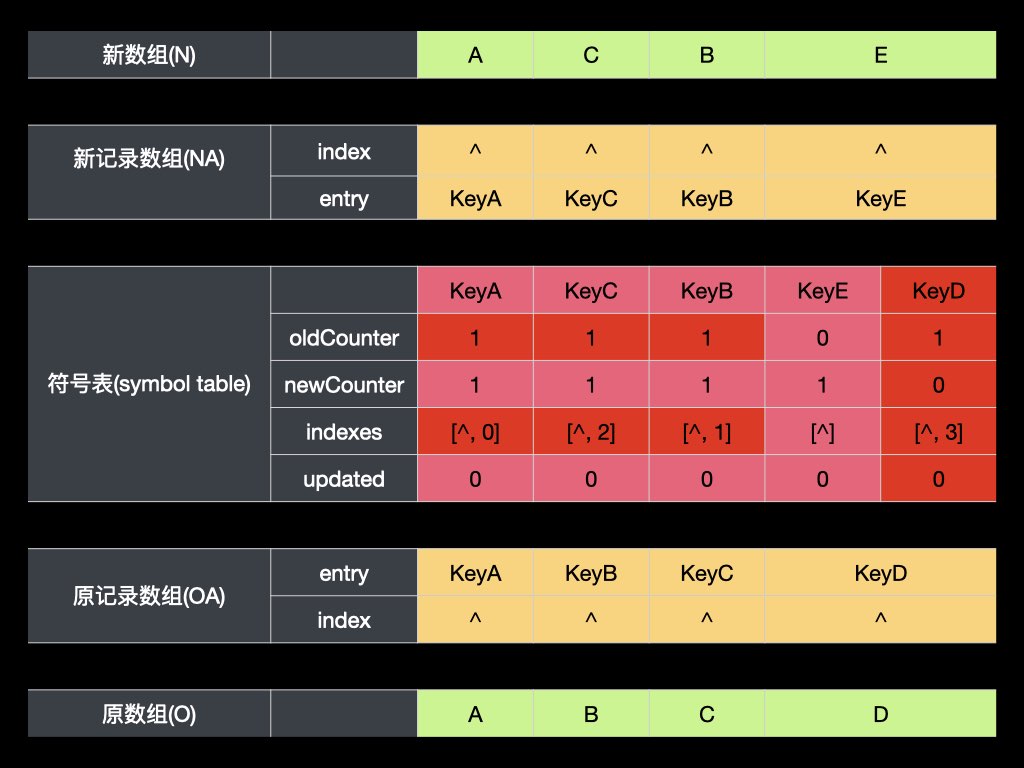 新数组(N) A C B E
新记录数组(NA) index ^ ^ ^ ^
entry KeyA KeyC KeyB KeyE
KeyA KeyC KeyB KeyE KeyD
oldCounter 1 1 1 0 1
符号表(symbol table) newCounter 1 1 1 1 0
indexes [^, 0] [^, 2] [^, 1] [^] [^, 3]
updated 0 0 0 0 0
原记录数组(OA) entry KeyA KeyB KeyC KeyD
index ^ ^ ^ ^
原数组(O) A B C D